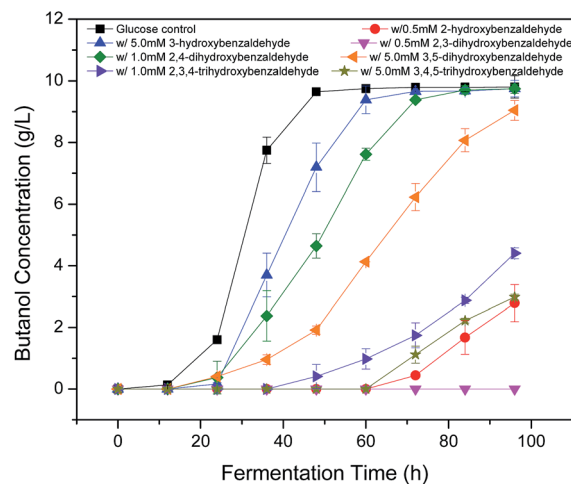 12
10
8
6
4
2
0
Butanol Concentration (g/L)
Glucose control w/0.5mM 2-hydroxybenzaldehyde
w/ 5.0mM 3-hydroxybenzaldehyde w/ 0.5mM 2,3-dihydroxybenzaldehyde
w/ 1.0mM 2,4-dihydroxybenzaldehyde w/ 5.0mM 3,5-dihydroxybenzaldehyde
w/ 1.0mM 2,3,4-trihydroxybenzaldehyde w/ 5.0mM 3,4,5-trihydroxybenzaldehyde
0 20 40 60 80 100
Fermentation Time (h)